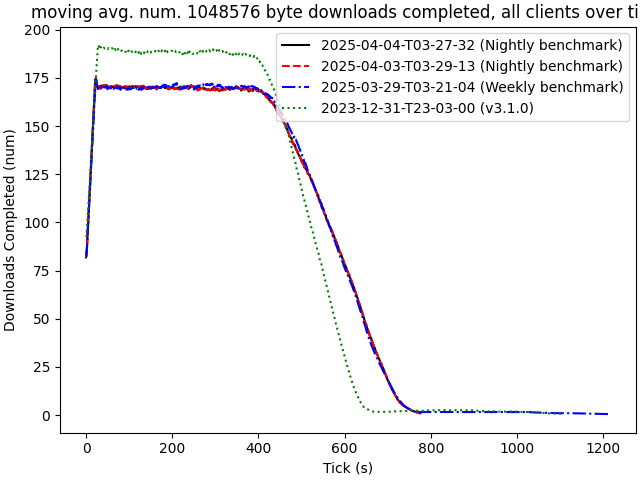 moving avg. num. 1048576 byte downloads completed, all clients over ti
200
175
150
125
100
75
50
25
0
Downloads Completed (num)
2025-04-04-T03-27-32 (Nightly benchmark)
2025-04-03-T03-29-13 (Nightly benchmark)
2025-03-29-T03-21-04 (Weekly benchmark)
2023-12-31-T23-03-00 (v3.1.0)
0 200 400 600 800 1000 1200
Tick (s)